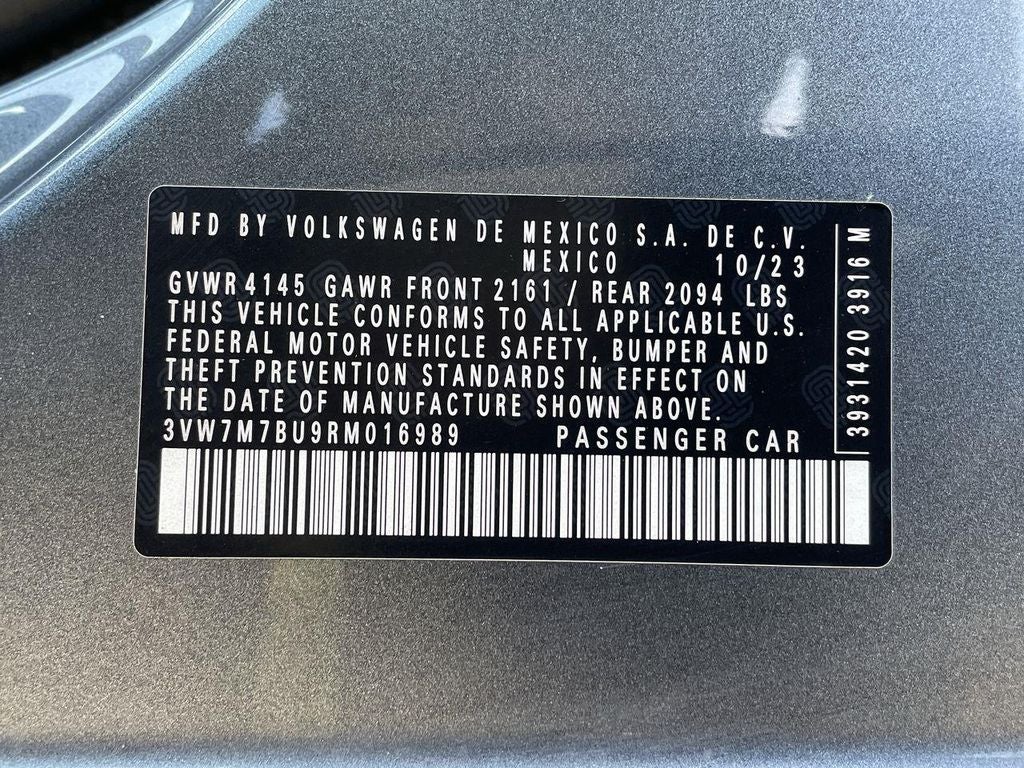 MFD BY VOLKSWAGEN DE MEXICO S.A. DE C.V.
MEXICO 10/23
GVWR 4145 GAWR FRONT 2161 / REAR 2094 LBS
THIS VEHICLE CONFORMS TO ALL APPLICABLE U.S.
FEDERAL MOTOR VEHICLE SAFETY, BUMPER AND
THEFT PREVENTION STANDARDS IN EFFECT ON
THE DATE OF MANUFACTURE SHOWN ABOVE.
3VW7M7BU9RM016989 PASSENGER CAR
3931420 3916 M